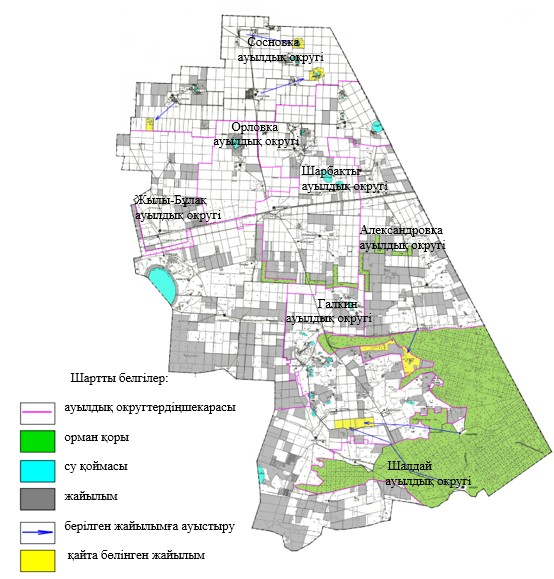 Сосновка
ауылдық округі
Орловка
ауылдық округі
Шарбақты
ауылдық округі
Жылы-Бұлақ
ауылдық округі
Александровка
ауылдық округі
Галкин
ауылдық округі
Шалдай
ауылдық округі
Шартты белгілер:
ауылдық округтердіңшекарасы
орман қоры
су қоймасы
жайылым
берілген жайылымға ауыстыру
қайта бөлінген жайылым